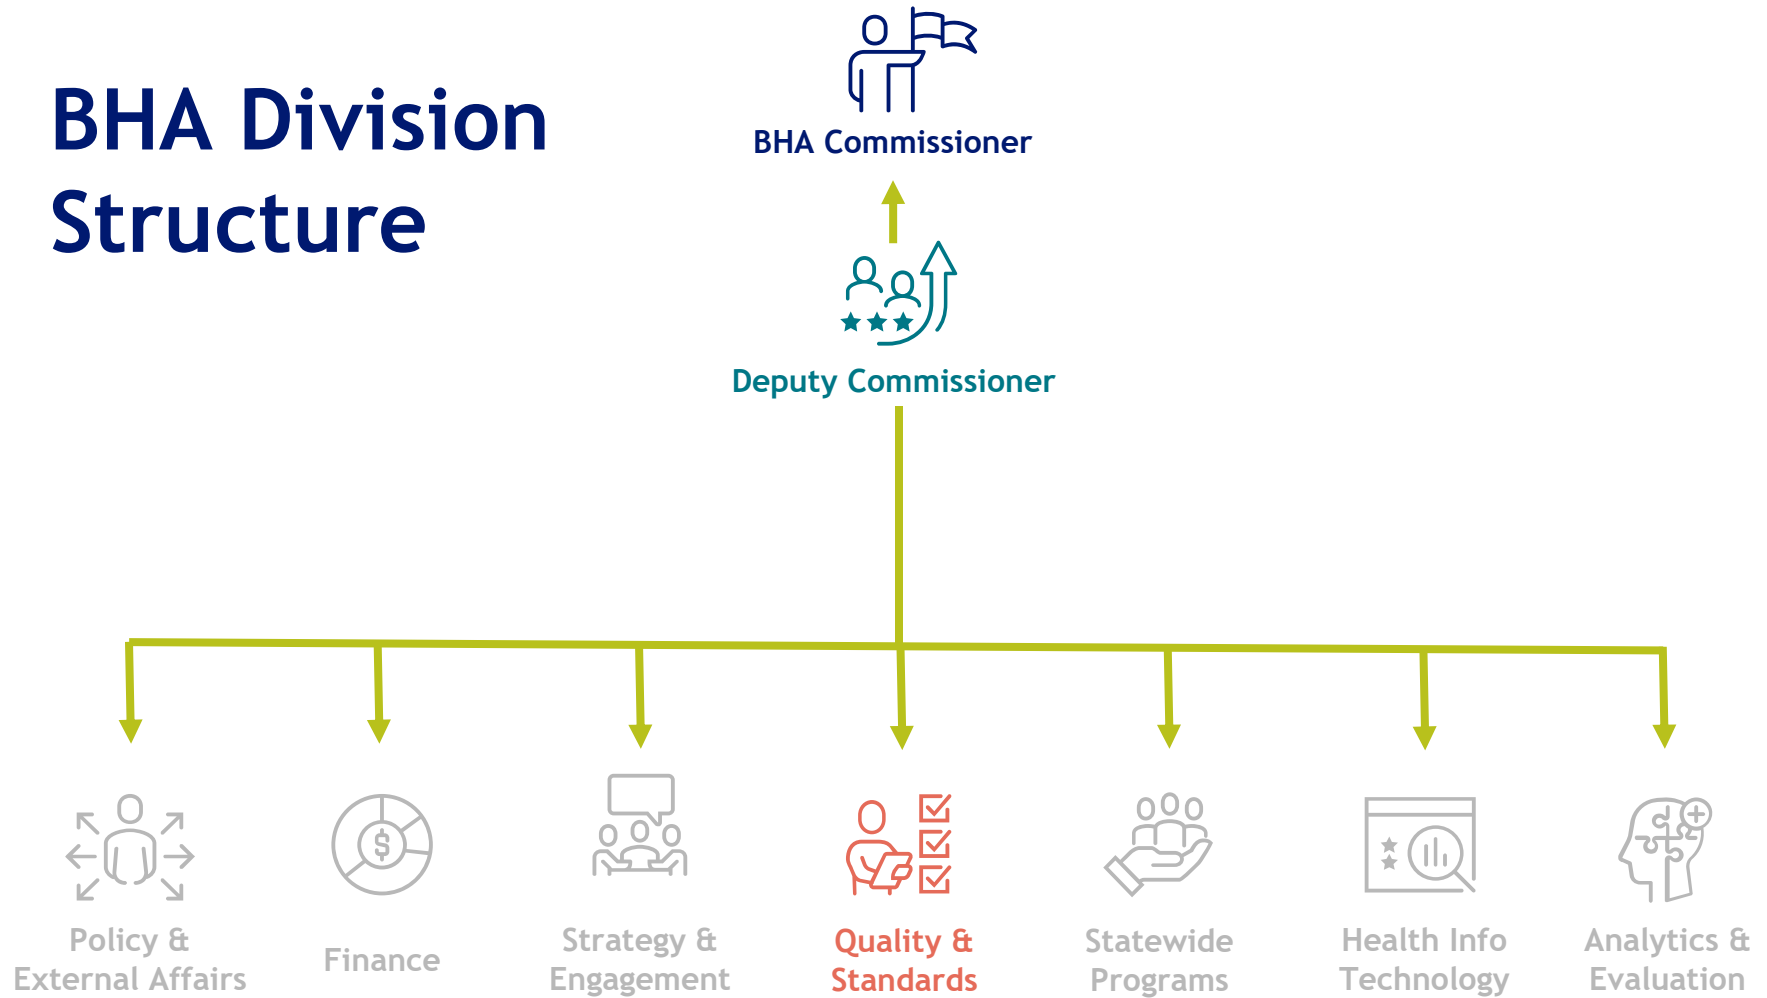 BHA Division
Structure
BHA Commissioner
Deputy Commissioner
Policy &
External Affairs
Finance
$
Strategy &
Engagement
Quality &
Standards
Statewide
Programs
Health Info
Technology
Analytics &
Evaluation